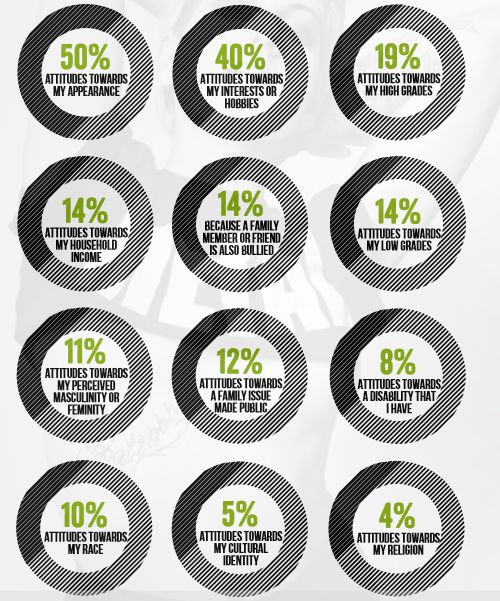 50%
ATTITUDES TOWARDS
MY APPEARANCE
40%
ATTITUDES TOWARDS
MY INTERESTS OR
HOBBIES
19%
ATTITUDES TOWARDS
MY HIGH GRADES
14%
ATTITUDES TOWARDS
MY HOUSEHOLD
INCOME
14%
BECAUSE A FAMILY
MEMBER OR FRIEND
IS ALSO BULLIED
14%
ATTITUDES TOWARDS
MY LOW GRADES
11%
ATTITUDES TOWARDS
MY PERCEIVED
MASCULINITY OR
FEMINITY
12%
ATTITUDES TOWARDS
A FAMILY ISSUE
MADE PUBLIC
8%
ATTITUDES TOWARDS
A DISABILITY THAT
I HAVE
10%
ATTITUDES TOWARDS
MY RACE
5%
ATTITUDES TOWARDS
MY CULTURAL
IDENTITY
4%
ATTITUDES TOWARDS
MY RELIGION